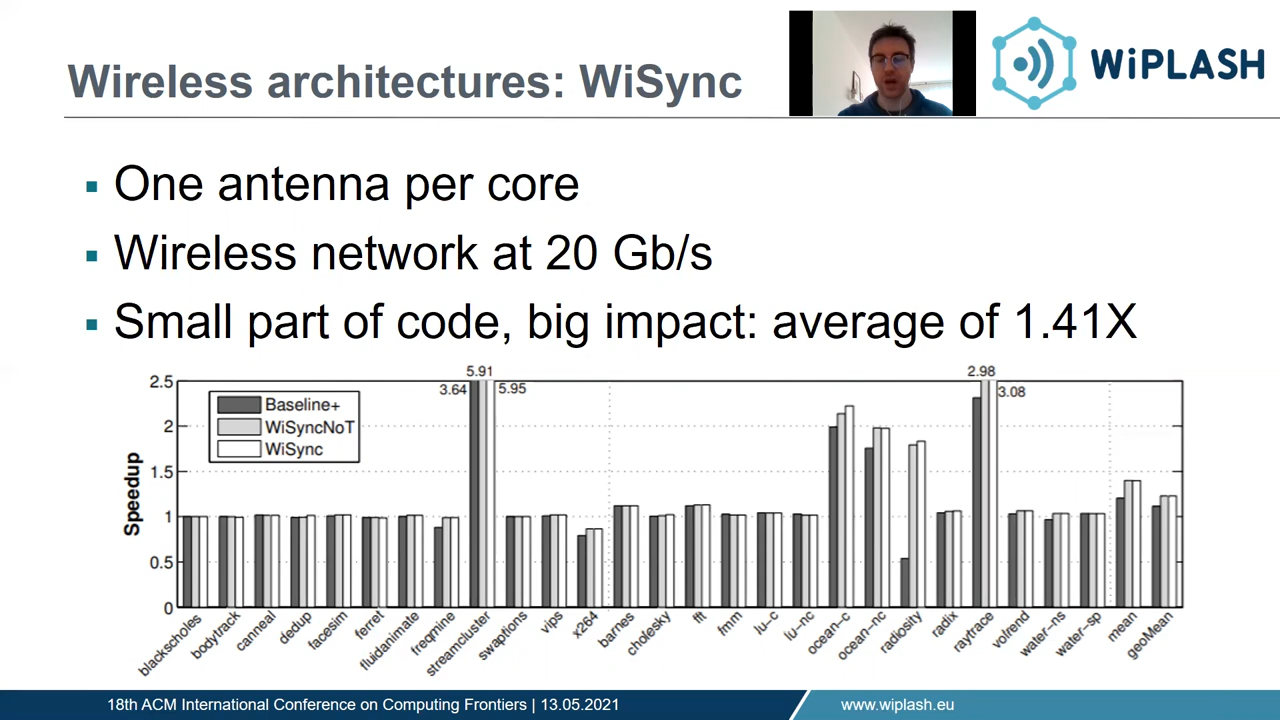 Wireless architectures: WiSync
WiPLASH
One antenna per core
Wireless network at 20 Gb/s
Small part of code, big impact: average of 1.41X
5.91
2.98
2.5
3.64
5.95
3.08
Baseline+
WiSyncNoT
WiSync
2
1.5
1
0.5
0
Speedup
blackscholes
bodytrack
canneal
dedup
facesim
ferret
fluidanimate
freqmine
streamcluster
swaptions
vips
x264
barnes
cholesky
fft
fmm
lu-c
lu-nc
ocean-c
ocean-nc
radiosity
radix
raytrace
volrend
water-ns
water-sp
mean
geoMean
18th ACM International Conference on Computing Frontiers | 13.05.2021
www.wiplash.eu